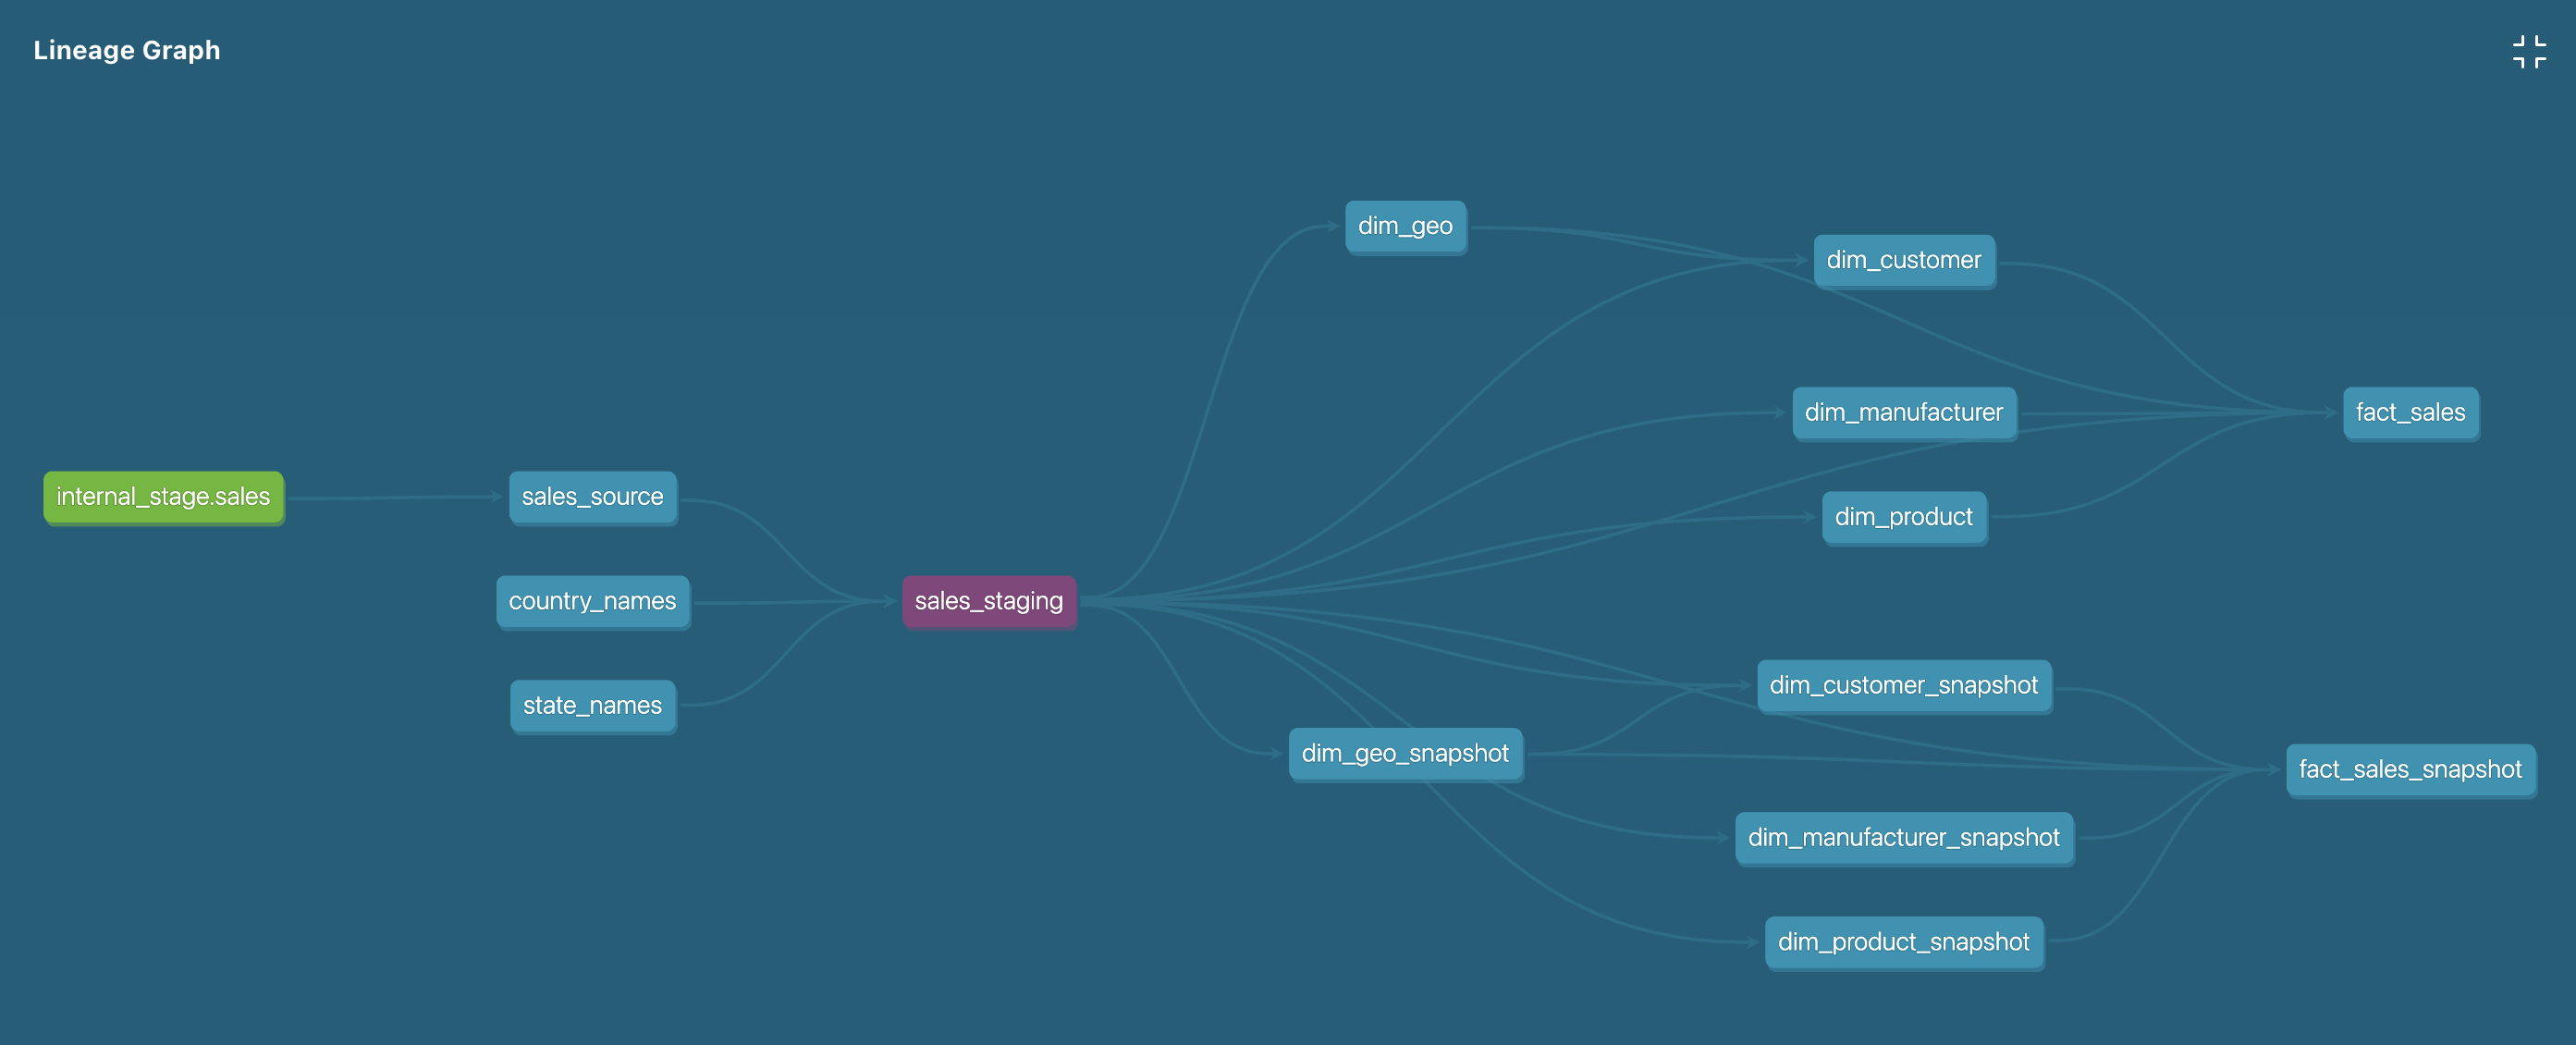 Lineage Graph
dim_geo
dim_customer
dim_manufacturer
fact_sales
internal_stage.sales
sales_source
dim_product
country_names
sales_staging
dim_customer_snapshot
state_names
dim_geo_snapshot
fact_sales_snapshot
dim_manufacturer_snapshot
dim_product_snapshot